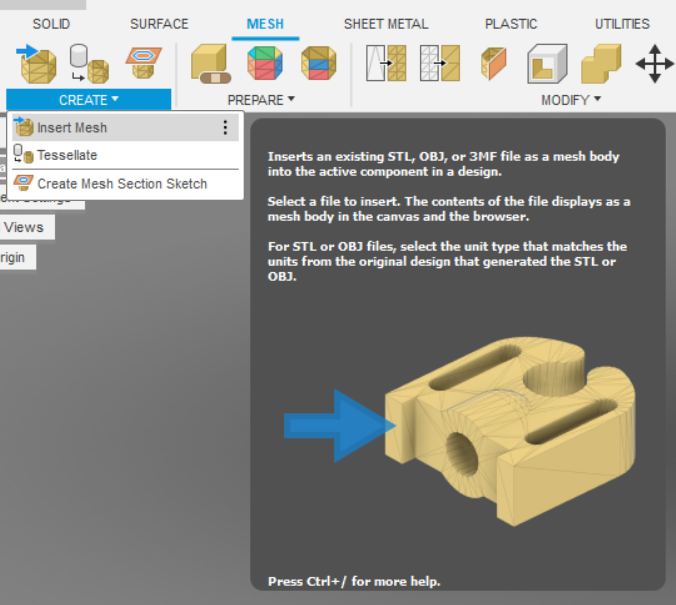 SOLID SURFACE MESH SHEET METAL PLASTIC UTILITIES
CREATE PREPARE MODIFY
Insert Mesh
Tessellate
Create Mesh Section Sketch
Views
Inserts an existing STL, OBJ, or 3MF file as a mesh body
into the active component in a design.
Select a file to insert. The contents of the file displays as a
mesh body in the canvas and the browser.
For STL or OBJ files, select the unit type that matches the
units from the original design that generated the STL or
OBJ.
Press Ctrl+/ for more help.